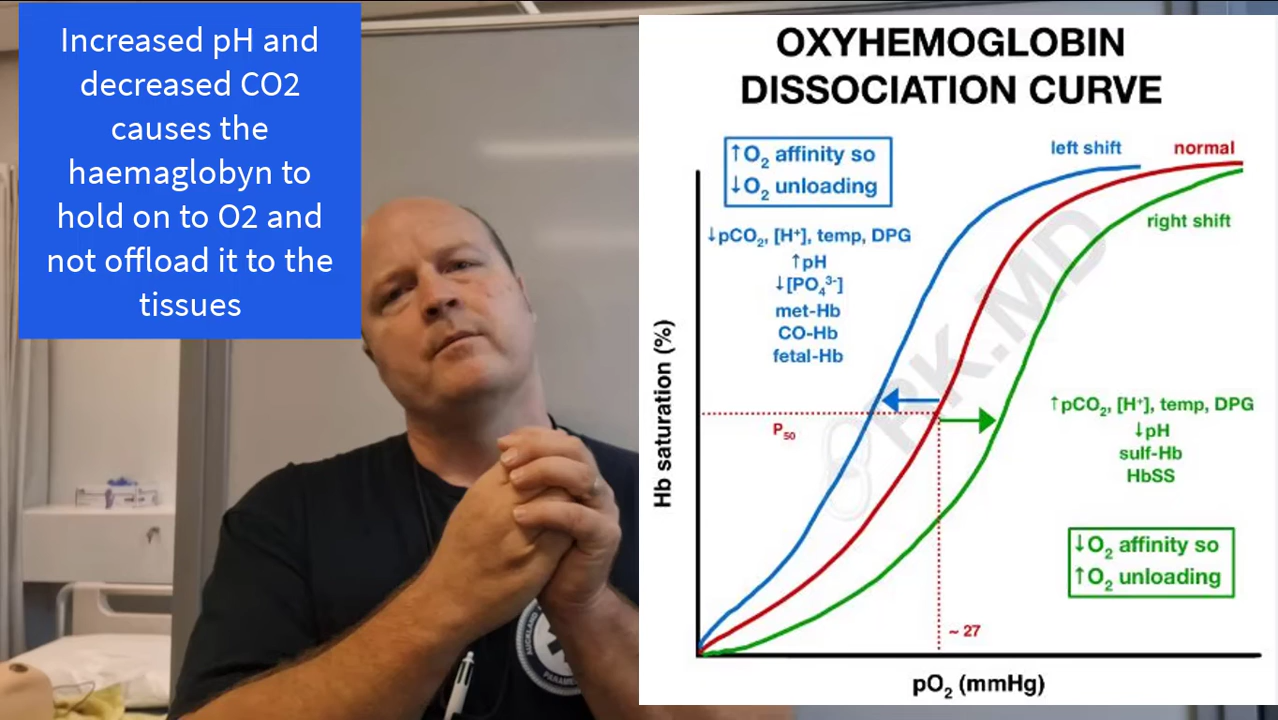 Increased pH and
decreased CO2
causes the
haemaglobyn to
hold on to O2 and
not offload it to the
tissues
OXYHEMOGLOBIN
DISSOCIATION CURVE
↑O₂ affinity so
↓O₂ unloading
left shift
normal
right shift
↓pCO₂, [H⁺], temp, DPG
↑pH
↓[PO₄³⁻]
met-Hb
CO-Hb
fetal-Hb
Hb saturation (%)
P₅₀
↑pCO₂, [H⁺], temp, DPG
↓pH
sulf-Hb
HbSS
↓O₂ affinity so
↑O₂ unloading
~ 27
pO₂ (mmHg)
AUCKLAND